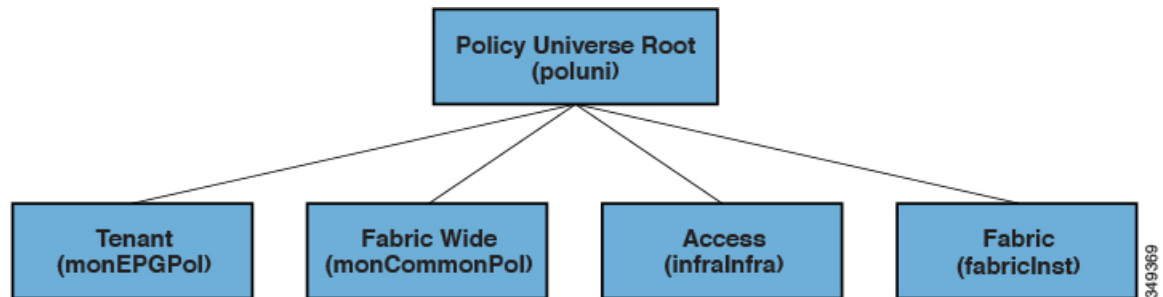 Policy Universe Root
(poluni)
Tenant
(monEPGPol)
Fabric Wide
(monCommonPol)
Access
(infraInfra)
Fabric
(fabricInst)
349369